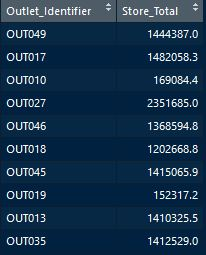 Outlet_Identifier Store_Total
OUT049 1444387.0
OUT017 1482058.3
OUT010 169084.4
OUT027 2351685.0
OUT046 1368594.8
OUT018 1202668.8
OUT045 1415065.9
OUT019 152317.2
OUT013 1410325.5
OUT035 1412529.0